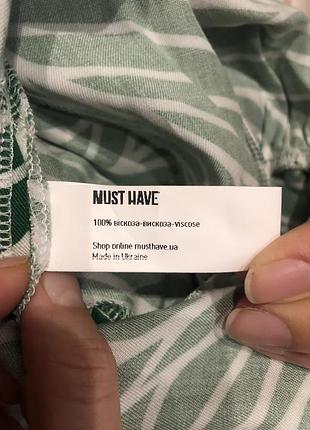 MUST HAVE
100% віскоза-вискоза-viscose
Shop online musthave.ua
Made in Ukraine